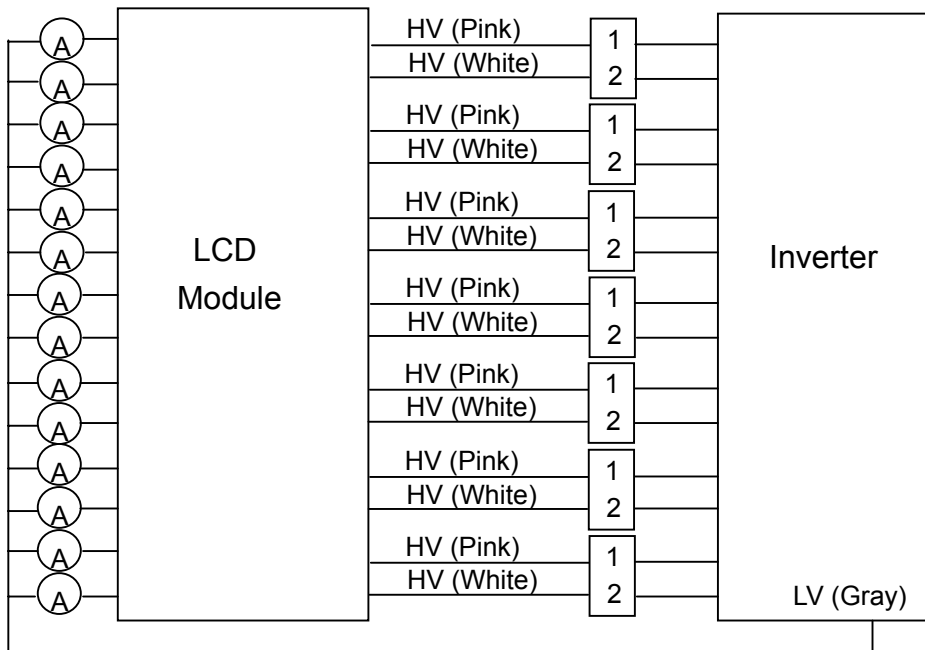 A
A
A
A
A
A
A
A
A
A
A
A
A
A
LCD
Module
HV (Pink)
HV (White)
HV (Pink)
HV (White)
HV (Pink)
HV (White)
HV (Pink)
HV (White)
HV (Pink)
HV (White)
HV (Pink)
HV (White)
HV (Pink)
HV (White)
1
2
1
2
1
2
1
2
1
2
1
2
1
2
Inverter
LV (Gray)